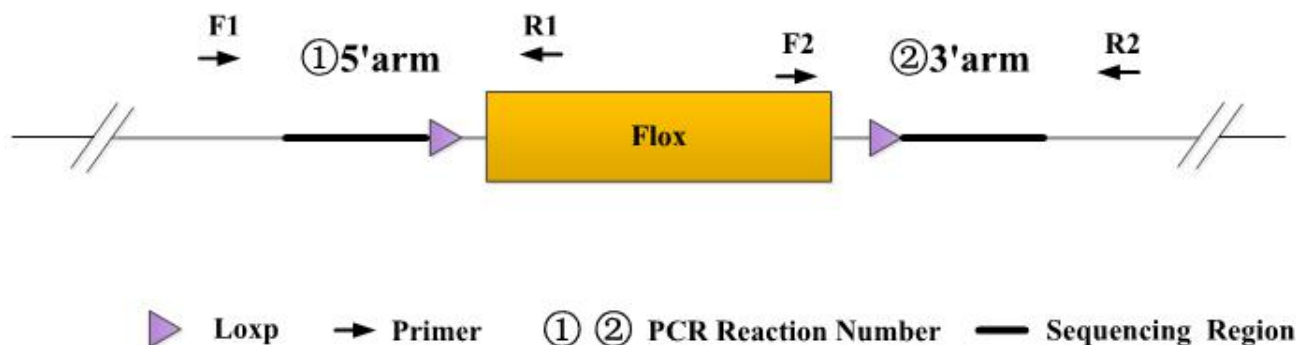 F1
①5'arm
R1
F2
②3'arm
R2
Flox
Loxp
Primer
① ② PCR Reaction Number
Sequencing Region